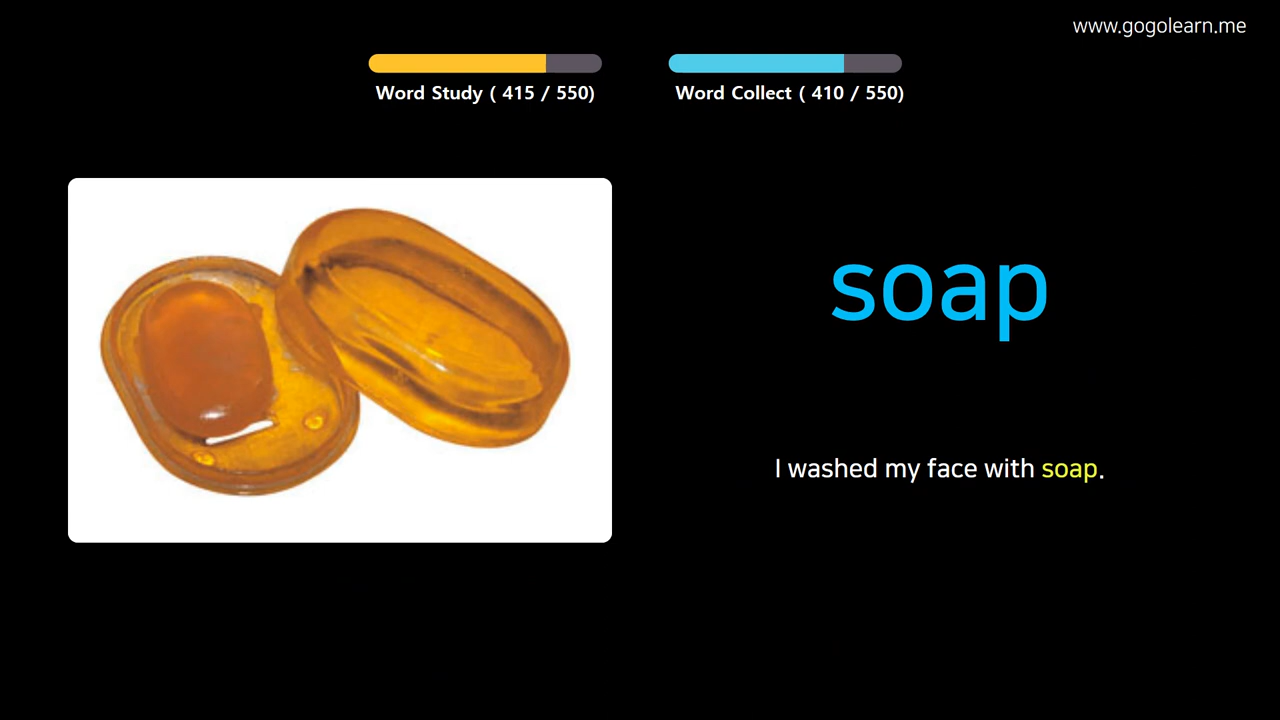 www.gogolearn.me
Word Study ( 415 / 550)
Word Collect ( 410 / 550)
soap
I washed my face with soap.